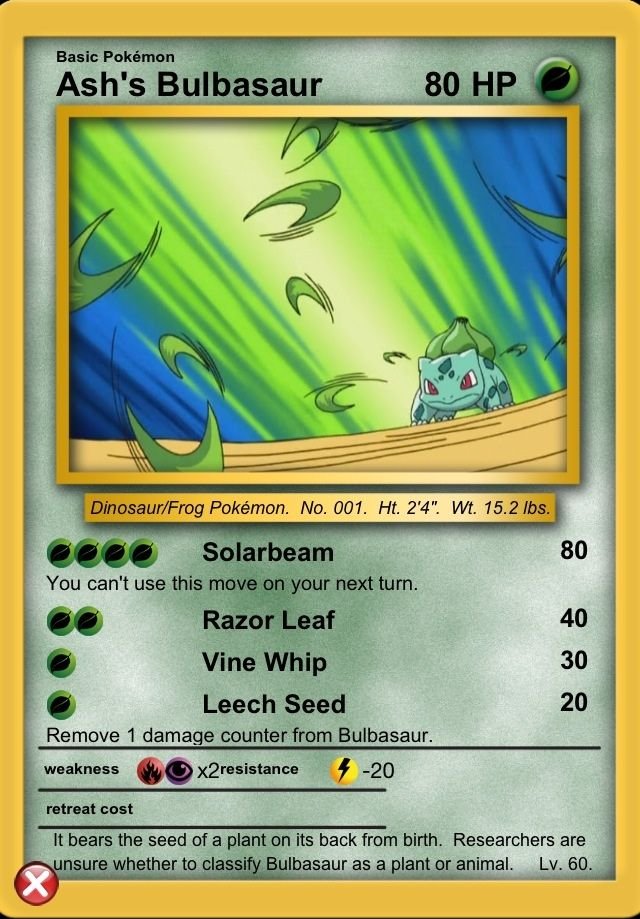 Basic Pokémon
Ash's Bulbasaur 80 HP
Dinosaur/Frog Pokémon. No. 001. Ht. 2'4". Wt. 15.2 lbs.
Solarbeam 80
You can't use this move on your next turn.
Razor Leaf 40
Vine Whip 30
Leech Seed 20
Remove 1 damage counter from Bulbasaur.
weakness x2 resistance -20
retreat cost
It bears the seed of a plant on its back from birth. Researchers are
unsure whether to classify Bulbasaur as a plant or animal. Lv. 60.